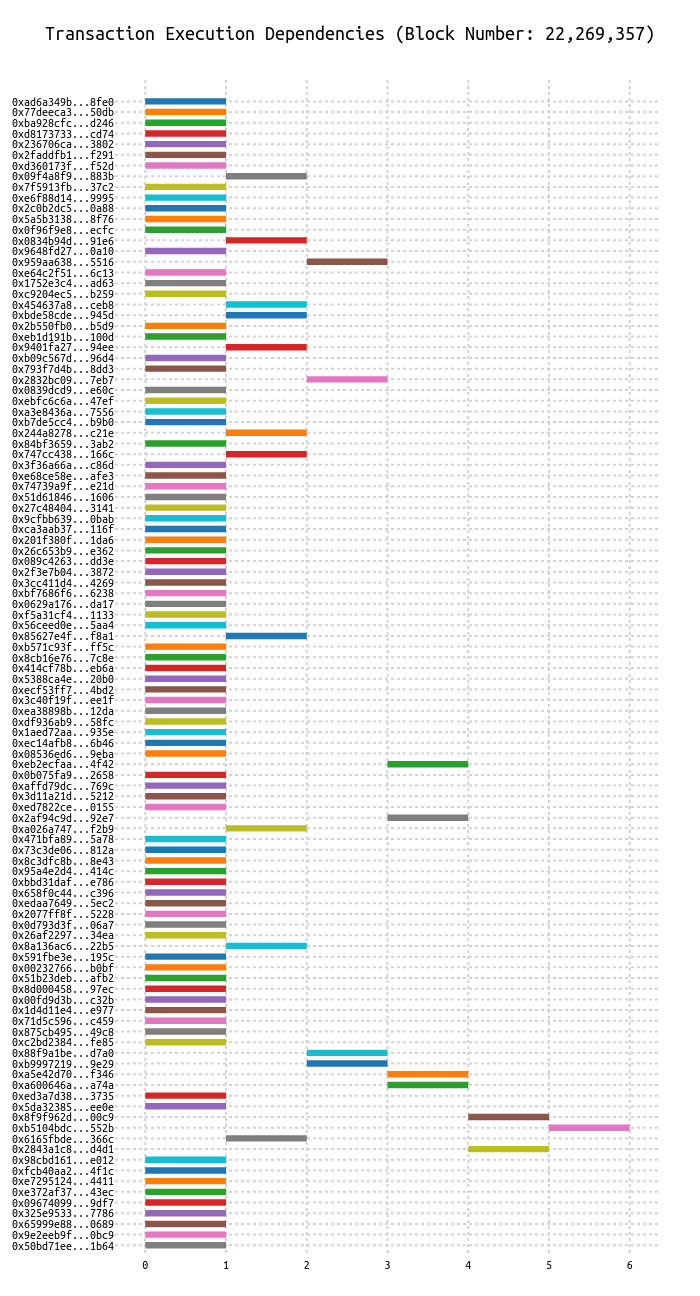 Transaction Execution Dependencies (Block Number: 22,269,357)
0xad6a349b...8fe0
0x77deeca3...50db
0xba928cfc...d246
0xd8173733...cd74
0x236706ca...3802
0x2faddfb1...f291
0xd360173f...f52d
0x09f4a8f9...883b
0x7f5913fb...37c2
0xe6f88d14...9995
0x2c0b2dc5...0a88
0x5a5b3138...8f76
0x0f96f9e8...ecfc
0x0834b94d...91e6
0x9648fd27...0a10
0x959aa638...5516
0xe64c2f51...6c13
0x1752e3c4...ad63
0xc9204ec5...b259
0x454637a8...ceb8
0xbde58cde...945d
0x2b550fb0...b5d9
0xeb1d191b...100d
0x9401fa27...94ee
0xb09c567d...96d4
0x793f7d4b...8dd3
0x2832bc09...7eb7
0x0839dcd9...e60c
0xebfc6c6a...47ef
0xa3e8436a...7556
0xb7de5cc4...b9b0
0x244a8278...c21e
0x84bf3659...3ab2
0x747cc438...166c
0x3f36a66a...c86d
0xe68ce58e...afe3
0x74739a9f...e21d
0x51d61846...1606
0x27c48404...3141
0x9cfbb639...0bab
0xca3aab37...116f
0x201f380f...1da6
0x26c653b9...e362
0x089c4263...dd3e
0x2f3e7b04...3872
0x3cc411d4...4269
0xbf7686f6...6238
0x0629a176...da17
0xf5a31cf4...1133
0x56ceed0e...5aa4
0x85627e4f...f8a1
0xb571c93f...ff5c
0x8cb16e76...7c8e
0x414cf78b...eb6a
0x5388ca4e...20b0
0xecf53ff7...4bd2
0x3c40f19f...ee1f
0xea38898b...12da
0xdf936ab9...58fc
0x1aed72aa...935e
0xec14afb8...6b46
0x08536ed6...9eba
0xeb2ecfaa...4f42
0x0b075fa9...2658
0xaffd79dc...769c
0x3d11a21d...5212
0xed7822ce...0155
0x2af94c9d...92e7
0xa026a747...f2b9
0x471bfa89...5a78
0x73c3de06...812a
0x8c3dfc8b...8e43
0x95a4e2d4...414c
0xbbd31daf...e786
0x658f0c44...c396
0xedaa7649...5ec2
0x2077ff8f...5228
0x0d793d3f...06a7
0x26af2297...34ea
0x8a136ac6...22b5
0x591fbe3e...195c
0x00232766...b0bf
0x51b23deb...afb2
0x8d000458...97ec
0x00fd9d3b...c32b
0x1d4d11e4...e977
0x71d5c596...c459
0x875cb495...49c8
0xc2bd2384...fe85
0x88f9a1be...d7a0
0xb9997219...9e29
0xa5e42d70...f346
0xa600646a...a74a
0xed3a7d38...3735
0x5da32385...ee0e
0x8f9f962d...00c9
0xb5104bdc...552b
0x6165fbde...366c
0x2843a1c8...d4d1
0x98cbd161...e012
0xfcb40aa2...4f1c
0xe7295124...4411
0xe372af37...43ec
0x09674099...9df7
0x325e9533...7786
0x65999e88...0689
0x9e2eeb9f...0bc9
0x50bd71ee...1b64
0 1 2 3 4 5 6